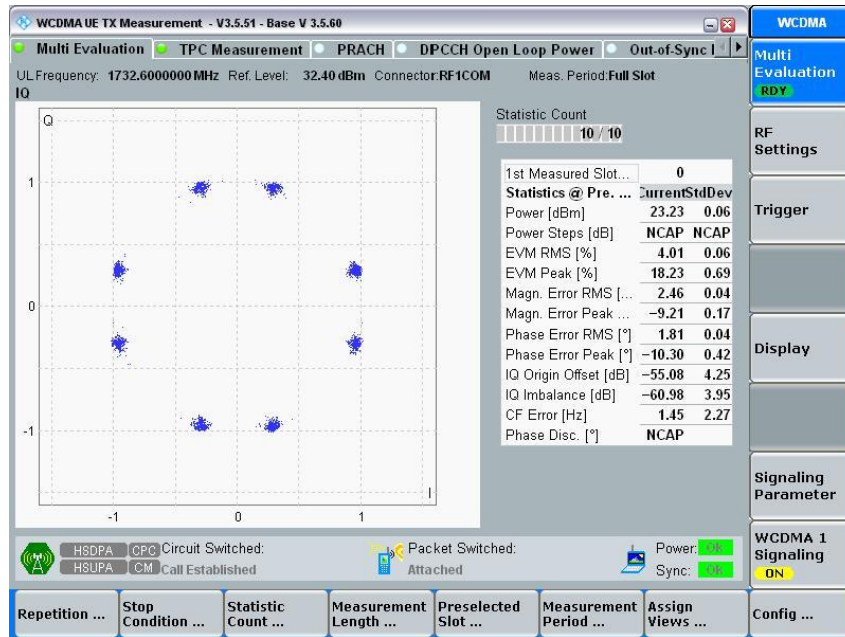 WCDMA UE TX Measurement - V3.5.51 - Base V 3.5.60
WCDMA
Multi Evaluation TPC Measurement PRACH DPCCH Open Loop Power Out-of-Sync
Multi Evaluation
RDY
UL Frequency: 1732.6000000 MHz Ref. Level: 32.40 dBm Connector: RF1COM Meas. Period: Full Slot
IQ
Q
1
0
-1
-1 0 1
I
Statistic Count
10 / 10
1st Measured Slot... 0
Statistics @ Pre. ... Current StdDev
Power [dBm] 23.23 0.06
Power Steps [dB] NCAP NCAP
EVM RMS [%] 4.01 0.06
EVM Peak [%] 18.23 0.69
Magn. Error RMS [... 2.46 0.04
Magn. Error Peak ... −9.21 0.17
Phase Error RMS [°] 1.81 0.04
Phase Error Peak [°] −10.30 0.42
IQ Origin Offset [dB] −55.08 4.25
IQ Imbalance [dB] −60.98 3.95
CF Error [Hz] 1.45 2.27
Phase Disc. [°] NCAP
RF Settings
Trigger
Display
Signaling Parameter
WCDMA 1 Signaling
ON
HSDPA CPC Circuit Switched: Packet Switched: Power: OK
HSUPA CM Call Established Attached Sync: OK
Repetition ...
Stop Condition ...
Statistic Count ...
Measurement Length ...
Preselected Slot ...
Measurement Period ...
Assign Views ...
Config ...